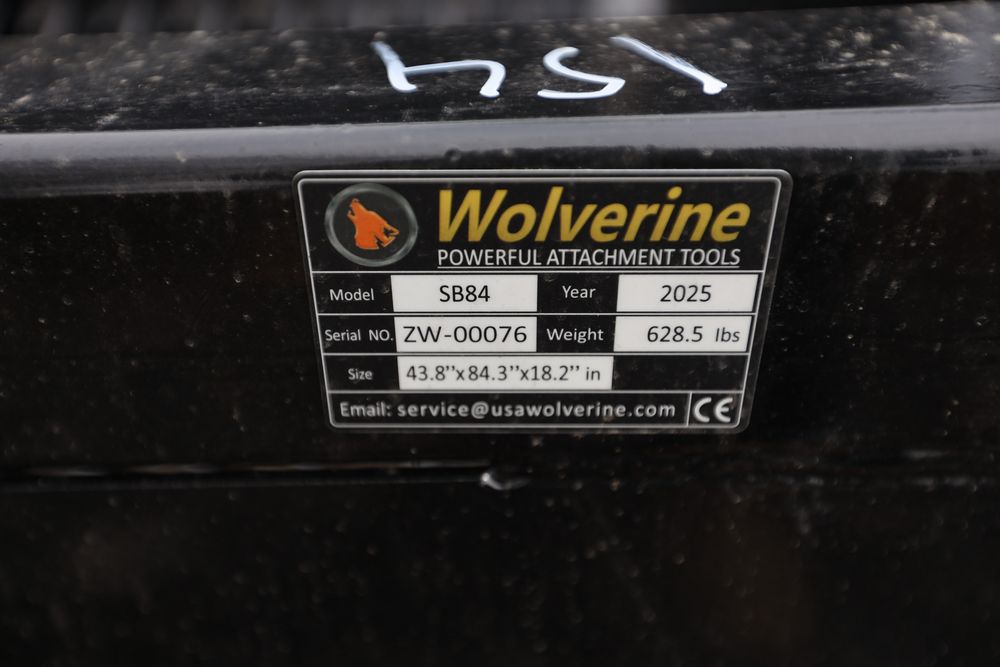 154
Wolverine
POWERFUL ATTACHMENT TOOLS
Model SB84 Year 2025
Serial NO. ZW-00076 Weight 628.5 lbs
Size 43.8’’x84.3’’x18.2’’ in
Email: service@usawolverine.com CE